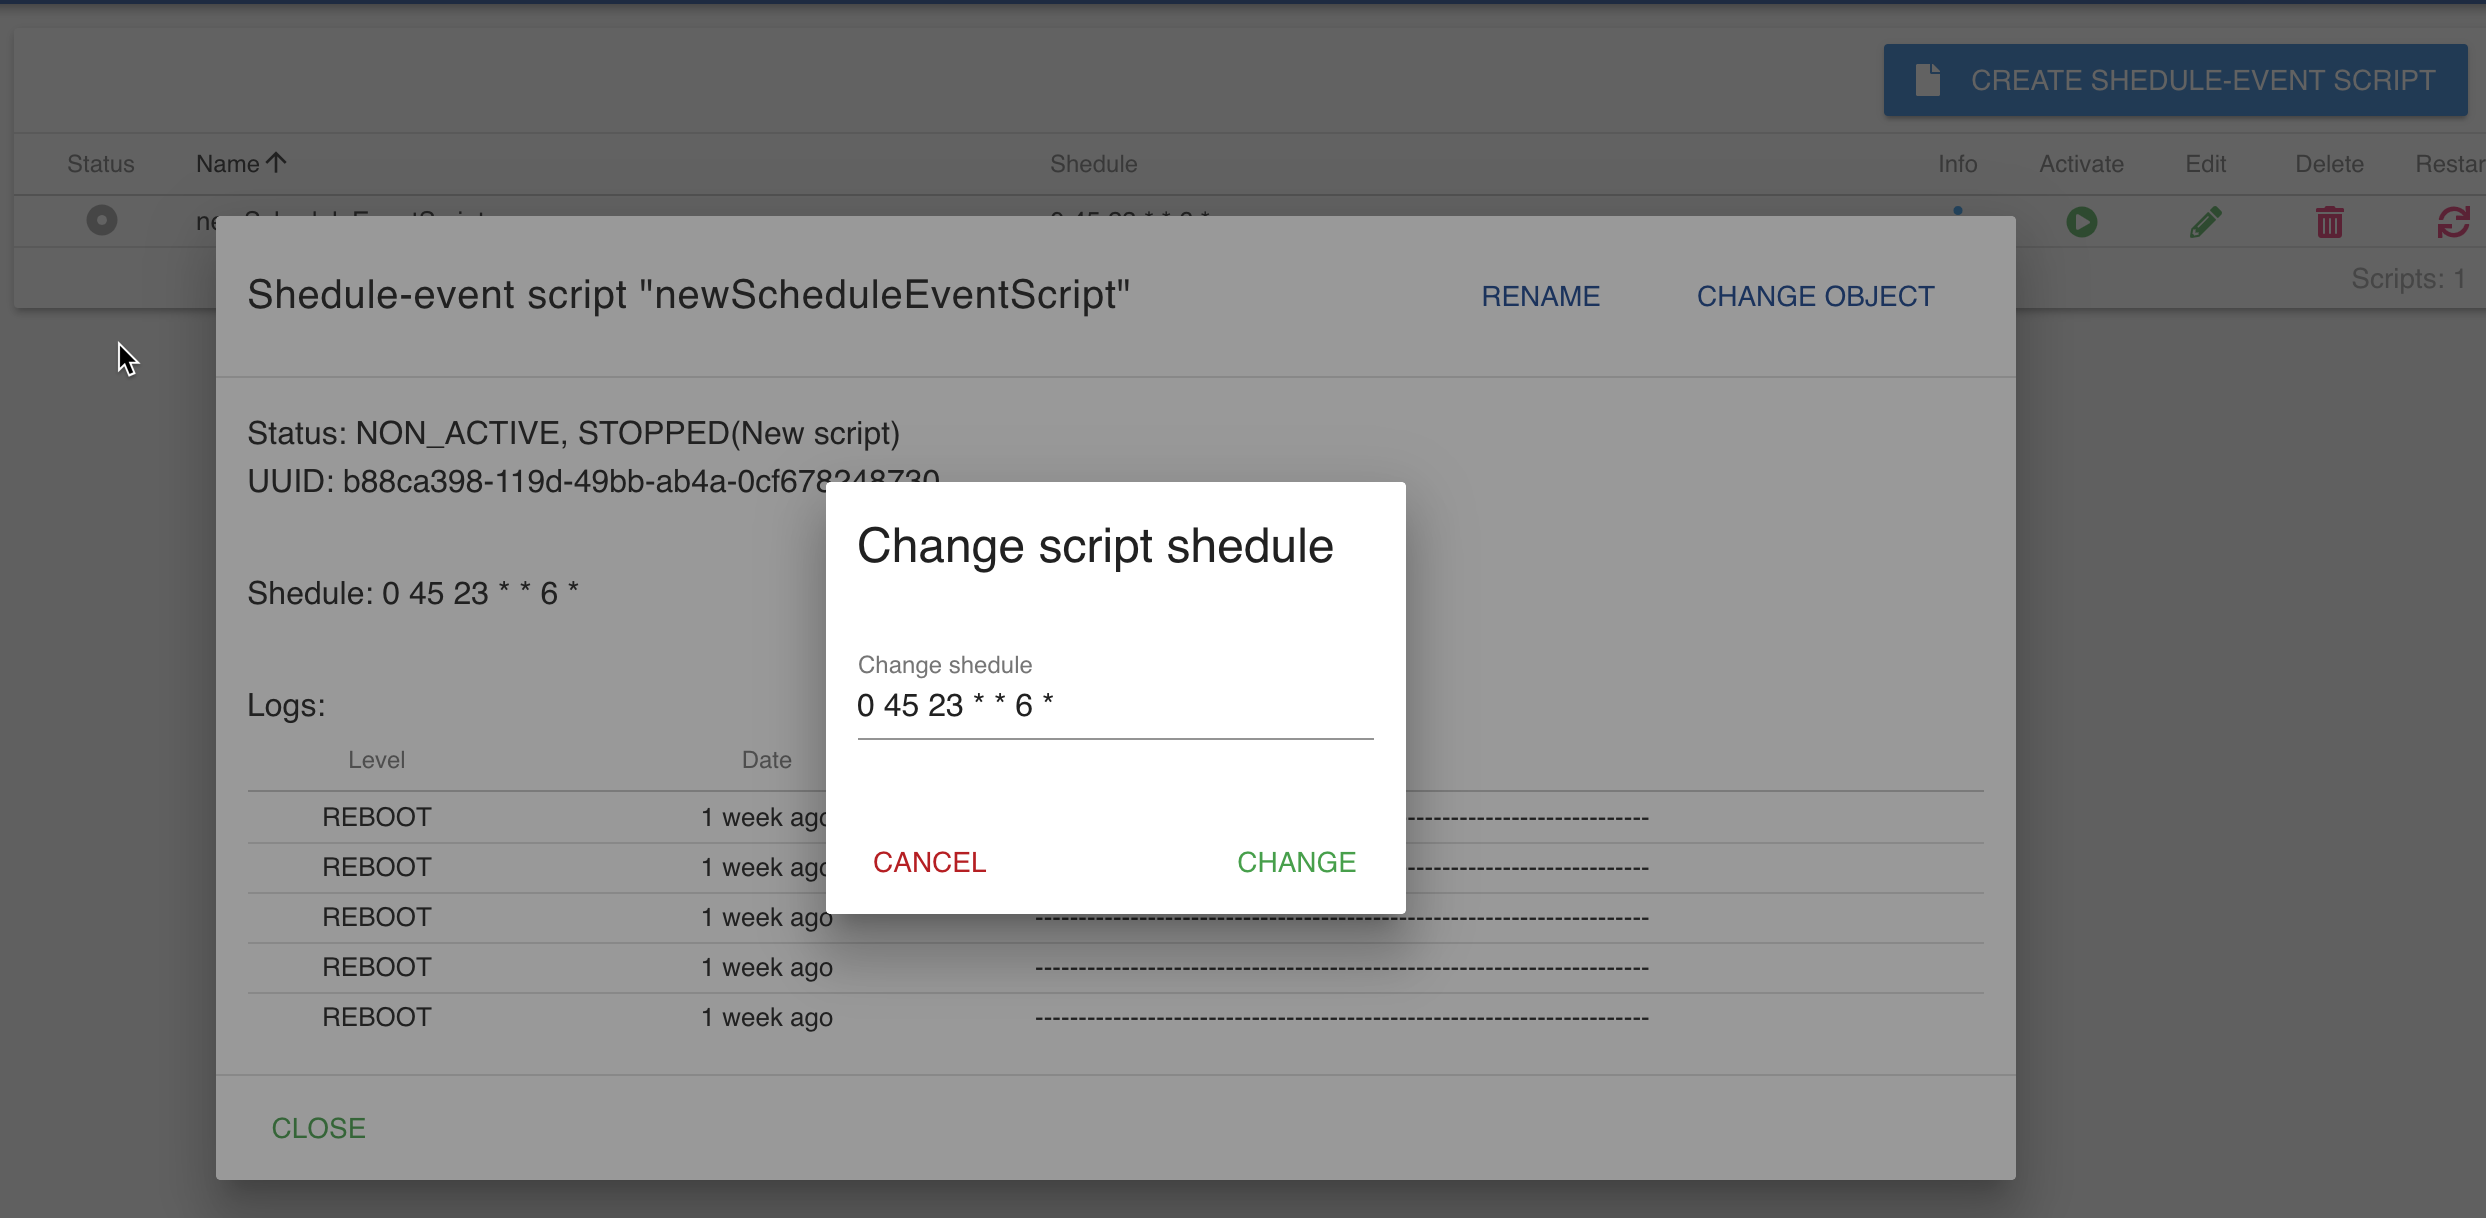 CREATE SHEDULE-EVENT SCRIPT
Status Name Shedule Info Activate Edit Delete Restar
Scripts: 1
Shedule-event script "newScheduleEventScript" RENAME CHANGE OBJECT
Status: NON_ACTIVE, STOPPED(New script)
UUID: b88ca398-119d-49bb-ab4a-0cf678248730
Shedule: 0 45 23 * * 6 *
Logs:
Level Date
REBOOT 1 week ago ----------------------------
REBOOT 1 week ago ----------------------------
REBOOT 1 week ago -----------------------------------------------------------------------
REBOOT 1 week ago -----------------------------------------------------------------------
REBOOT 1 week ago -----------------------------------------------------------------------
CLOSE
Change script shedule
Change shedule
0 45 23 * * 6 *
CANCEL CHANGE